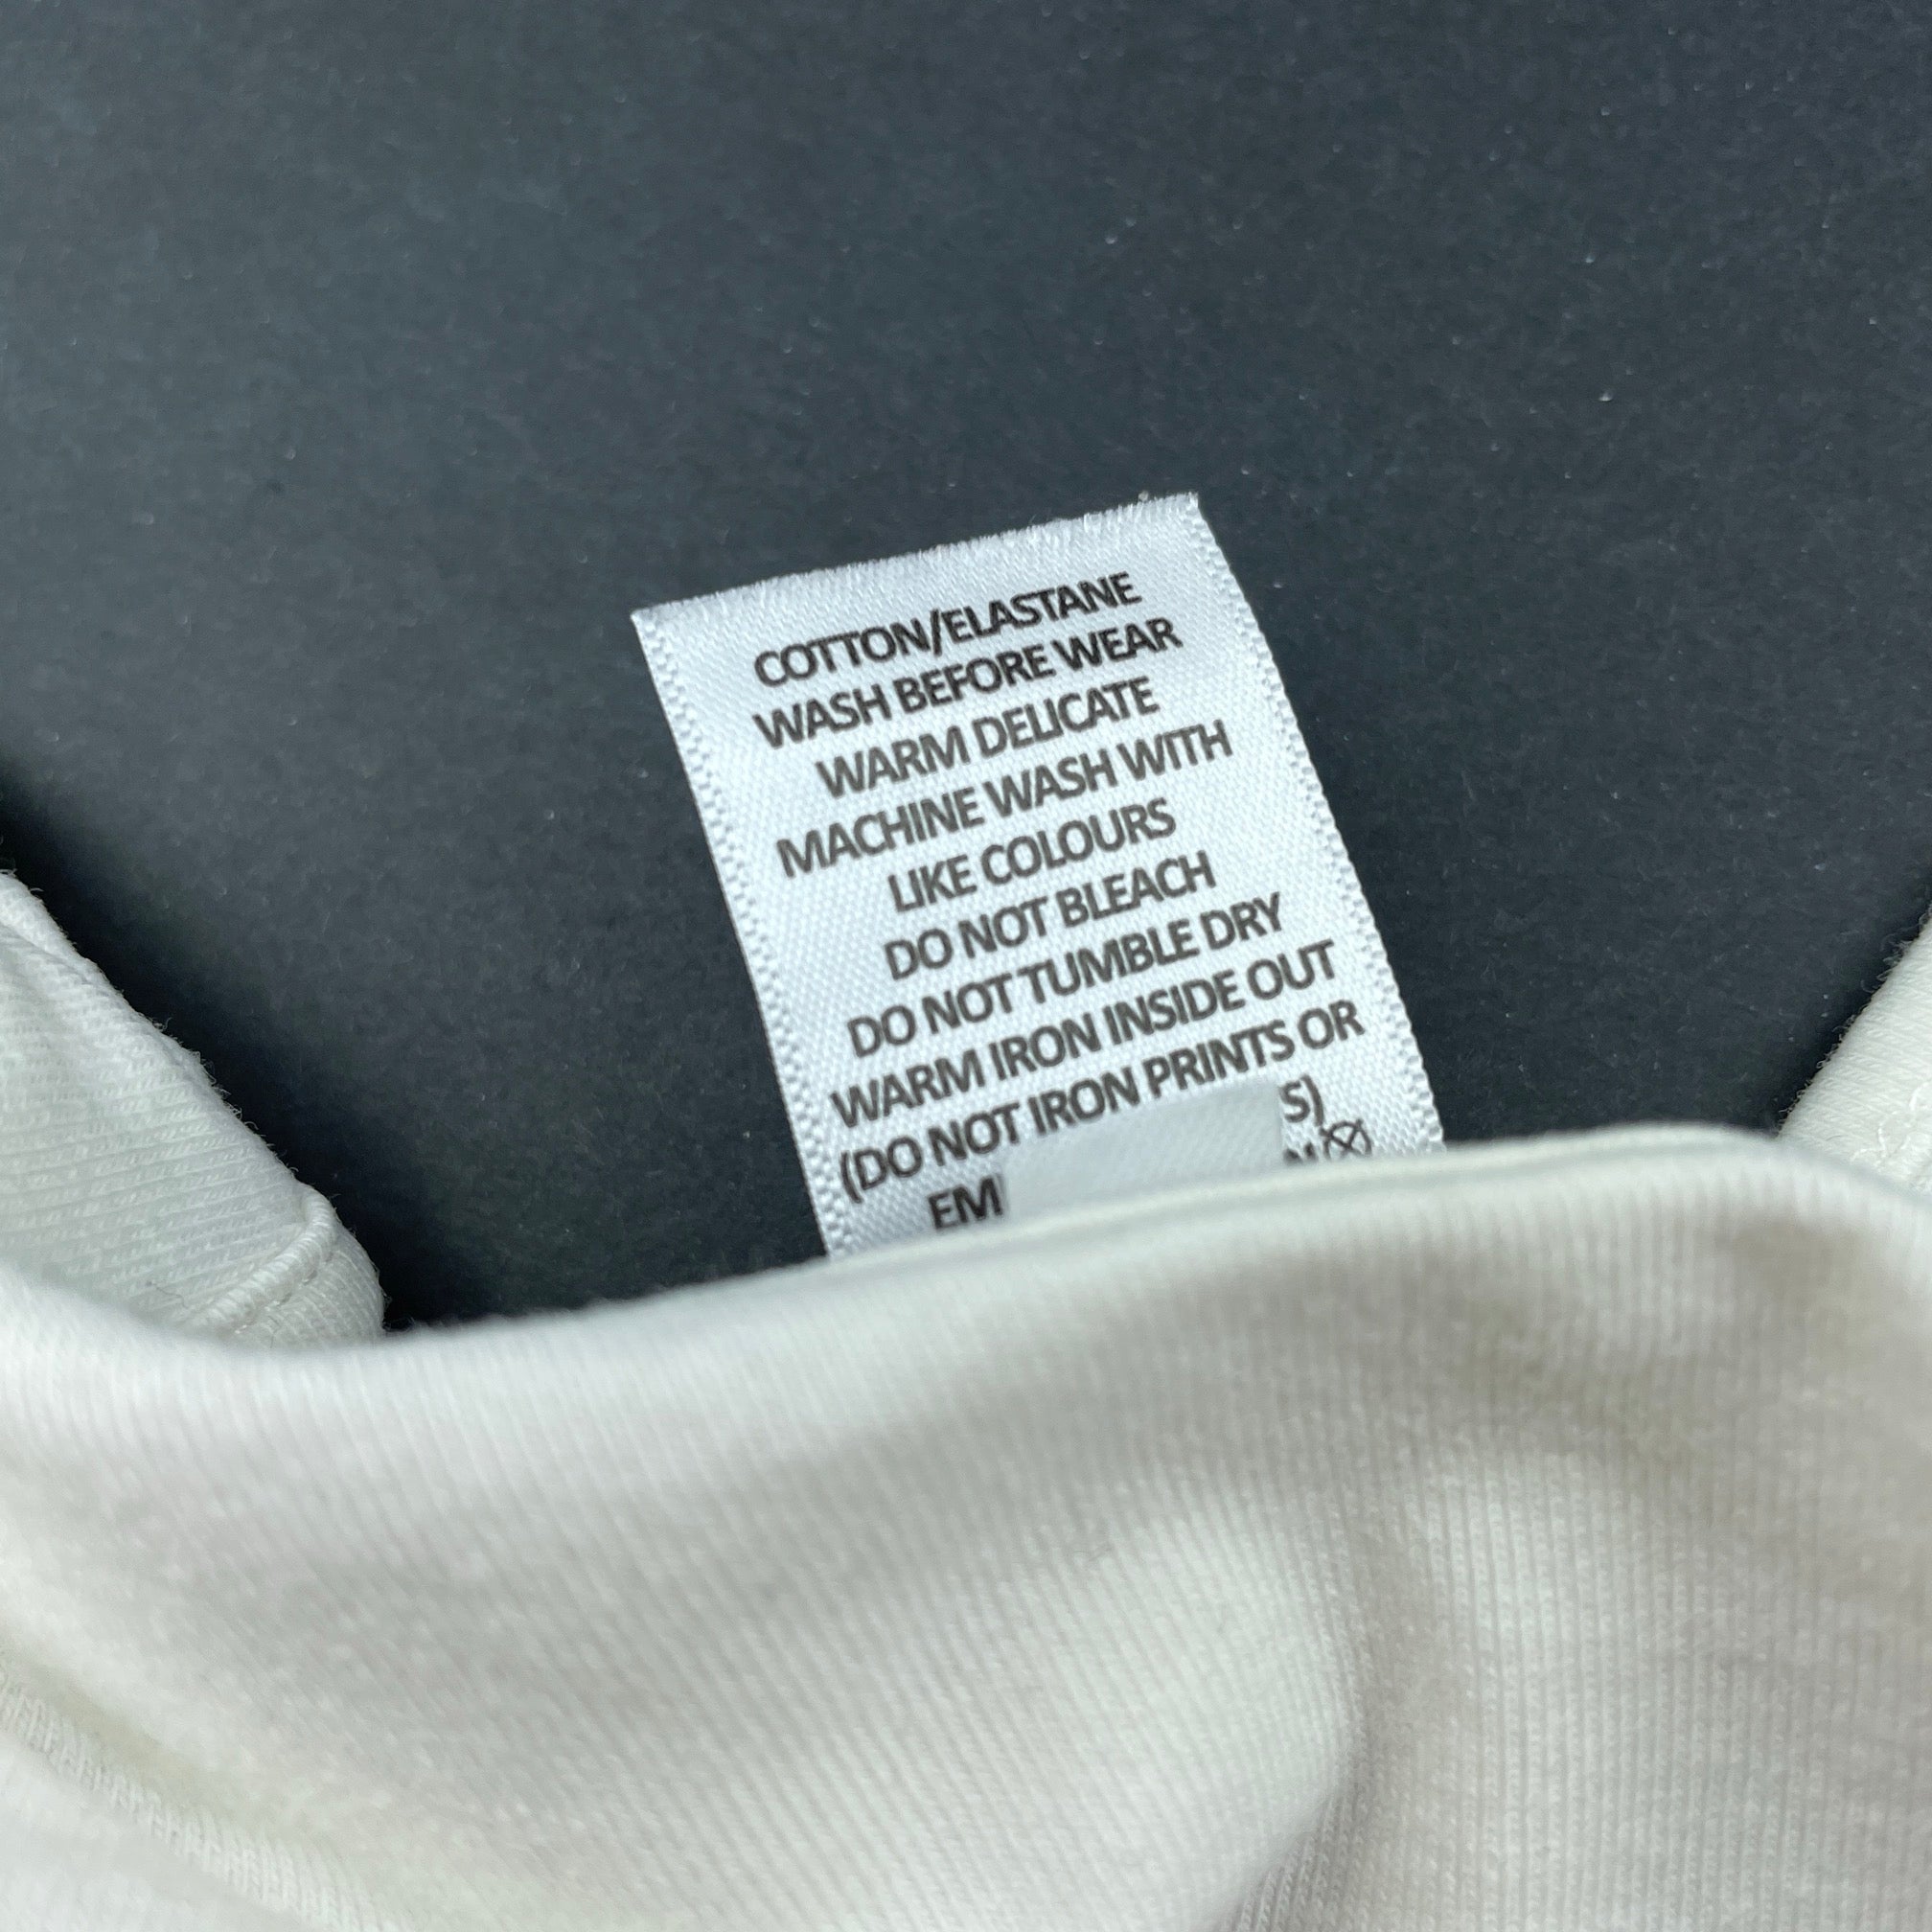 COTTON/ELASTANE
WASH BEFORE WEAR
WARM DELICATE
MACHINE WASH WITH
LIKE COLOURS
DO NOT BLEACH
DO NOT TUMBLE DRY
WARM IRON INSIDE OUT
(DO NOT IRON PRINTS OR